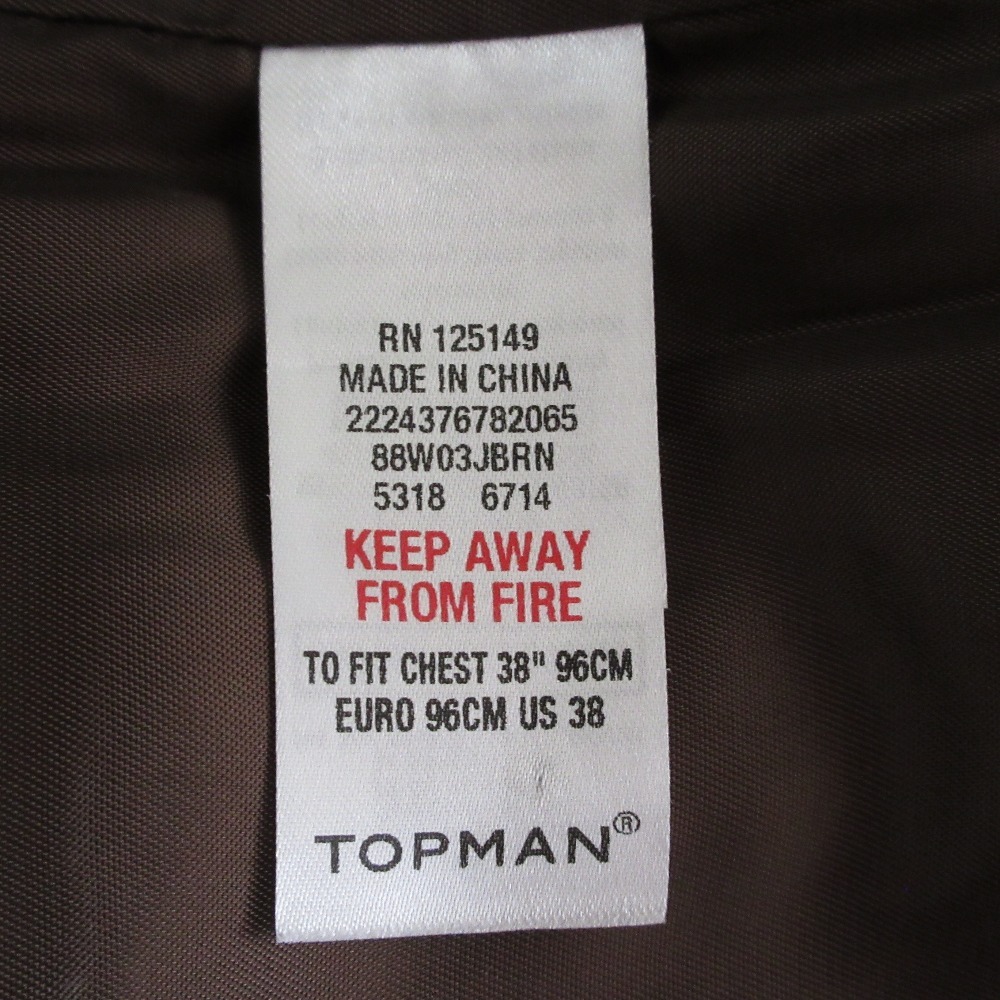 RN 125149
MADE IN CHINA
2224376782065
88W03JBRN
5318 6714
KEEP AWAY
FROM FIRE
TO FIT CHEST 38" 96CM
EURO 96CM US 38
TOPMAN®